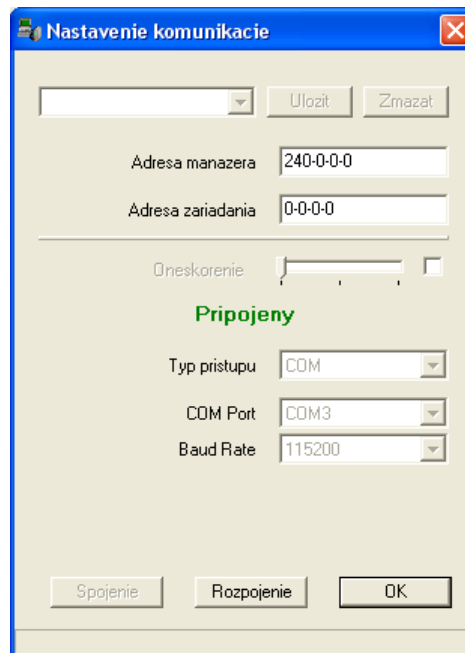 Nastavenie komunikacie
Ulozit Zmazat
Adresa manazera 240-0-0-0
Adresa zariadania 0-0-0-0
Oneskorenie
Pripojeny
Typ pristupu COM
COM Port COM3
Baud Rate 115200
Spojenie Rozpojenie OK